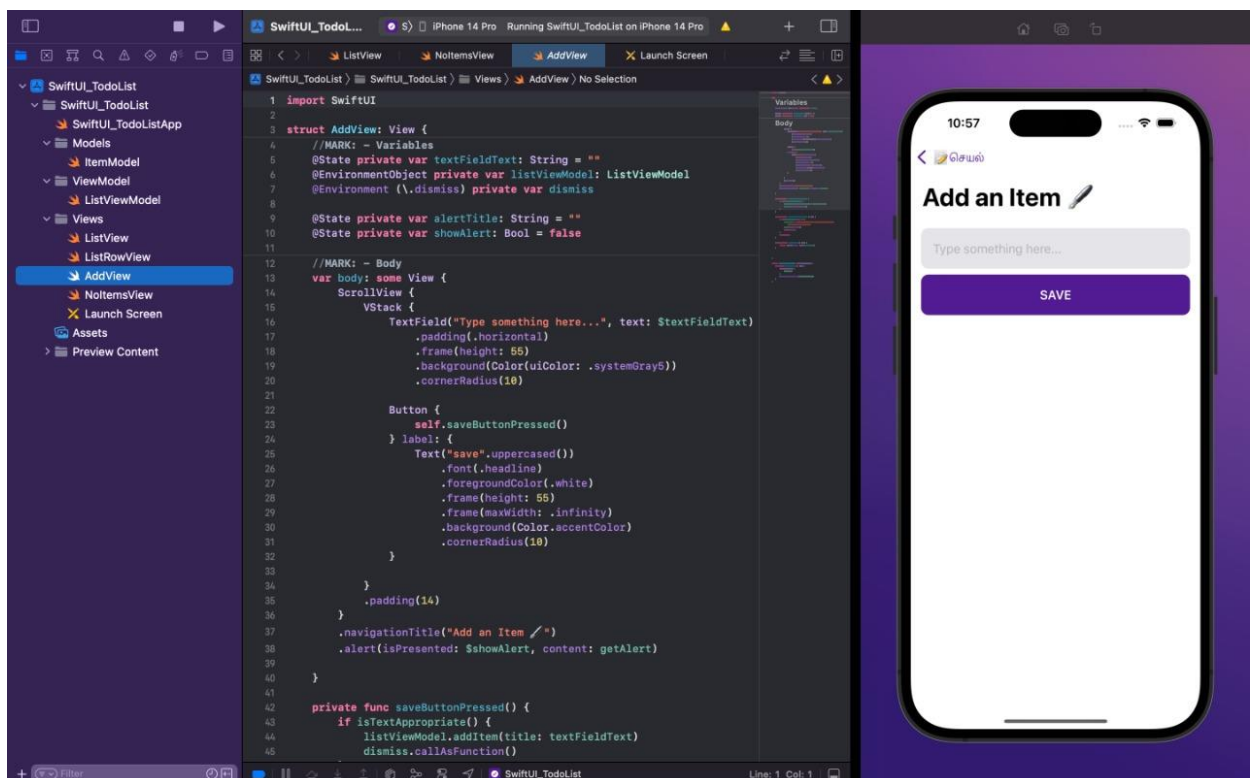 SwiftUI_TodoL...
S⟩ iPhone 14 Pro Running SwiftUI_TodoList on iPhone 14 Pro
ListView
NoItemsView
AddView
Launch Screen
SwiftUI_TodoList ⟩ SwiftUI_TodoList ⟩ Views ⟩ AddView ⟩ No Selection
SwiftUI_TodoList
SwiftUI_TodoList
SwiftUI_TodoListApp
Models
ItemModel
ViewModel
ListViewModel
Views
ListView
ListRowView
AddView
NoItemsView
Launch Screen
Assets
Preview Content
Filter
1 import SwiftUI
2
3 struct AddView: View {
4 //MARK: - Variables
5 @State private var textFieldText: String = ""
6 @EnvironmentObject private var listViewModel: ListViewModel
7 @Environment (\.dismiss) private var dismiss
8
9 @State private var alertTitle: String = ""
10 @State private var showAlert: Bool = false
11
12 //MARK: - Body
13 var body: some View {
14 ScrollView {
15 VStack {
16 TextField("Type something here...", text: $textFieldText)
17 .padding(.horizontal)
18 .frame(height: 55)
19 .background(Color(uiColor: .systemGray5))
20 .cornerRadius(10)
21
22 Button {
23 self.saveButtonPressed()
24 } label: {
25 Text("save".uppercased())
26 .font(.headline)
27 .foregroundColor(.white)
28 .frame(height: 55)
29 .frame(maxWidth: .infinity)
30 .background(Color.accentColor)
31 .cornerRadius(10)
32 }
33
34 }
35 .padding(14)
36 }
37 .navigationTitle("Add an Item 🖌️")
38 .alert(isPresented: $showAlert, content: getAlert)
39
40 }
41
42 private func saveButtonPressed() {
43 if isTextAppropriate() {
44 listViewModel.addItem(title: textFieldText)
45 dismiss.callAsFunction()
Variables
Body
SwiftUI_TodoList
Line: 1 Col: 1
10:57
📝செயல்
Add an Item 🖌️
Type something here...
SAVE